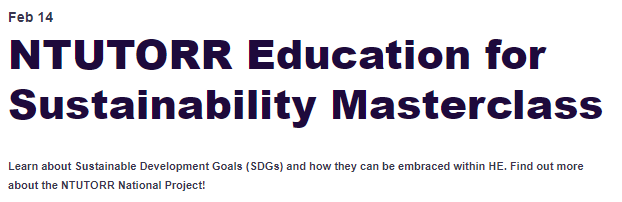 Feb 14
NTUTORR Education for
Sustainability Masterclass
Learn about Sustainable Development Goals (SDGs) and how they can be embraced within HE. Find out more
about the NTUTORR National Project!